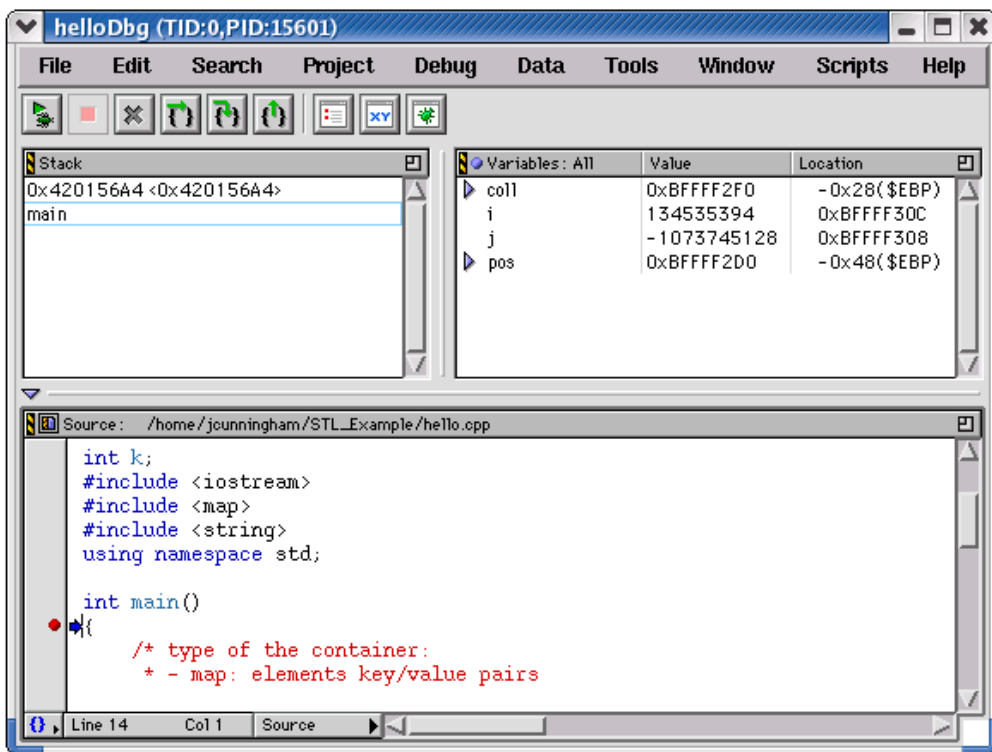 helloDbg (TID:0,PID:15601)
File Edit Search Project Debug Data Tools Window Scripts Help
XY
Stack
0x420156A4 <0x420156A4>
main
Variables: All Value Location
coll 0xBFFFF2F0 -0x28($EBP)
i 134535394 0xBFFFF30C
j -1073745128 0xBFFFF308
pos 0xBFFFF2D0 -0x48($EBP)
Source: /home/jcunningham/STL_Example/hello.cpp
int k;
#include <iostream>
#include <map>
#include <string>
using namespace std;
int main()
{
/* type of the container:
* - map: elements key/value pairs
{} Line 14 Col 1 Source